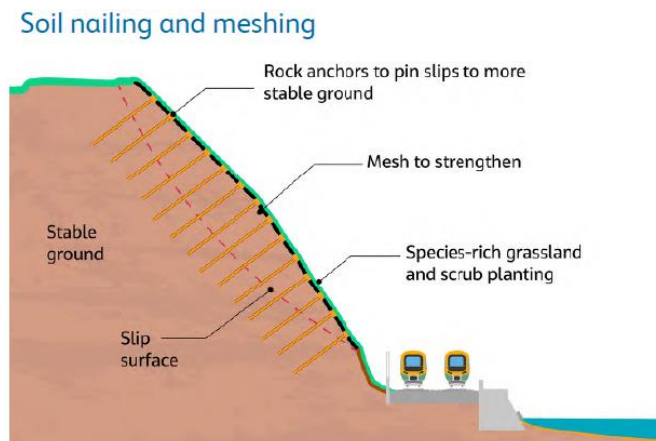 Soil nailing and meshing
Rock anchors to pin slips to more
stable ground
Mesh to strengthen
Stable
ground
Species-rich grassland
and scrub planting
Slip
surface